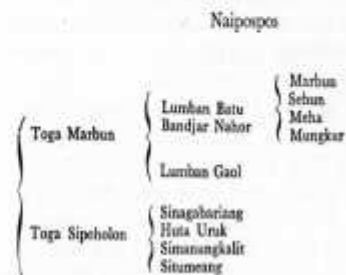 Naipospos
Marbun
Sehun
Meha
Mungkur
Lumban Batu
Bandjar Nahor
Toga Marbun
Lumban Gaol
Sinagabariang
Huta Uruk
Toga Sipoholon
Simanungkalit
Situmeang